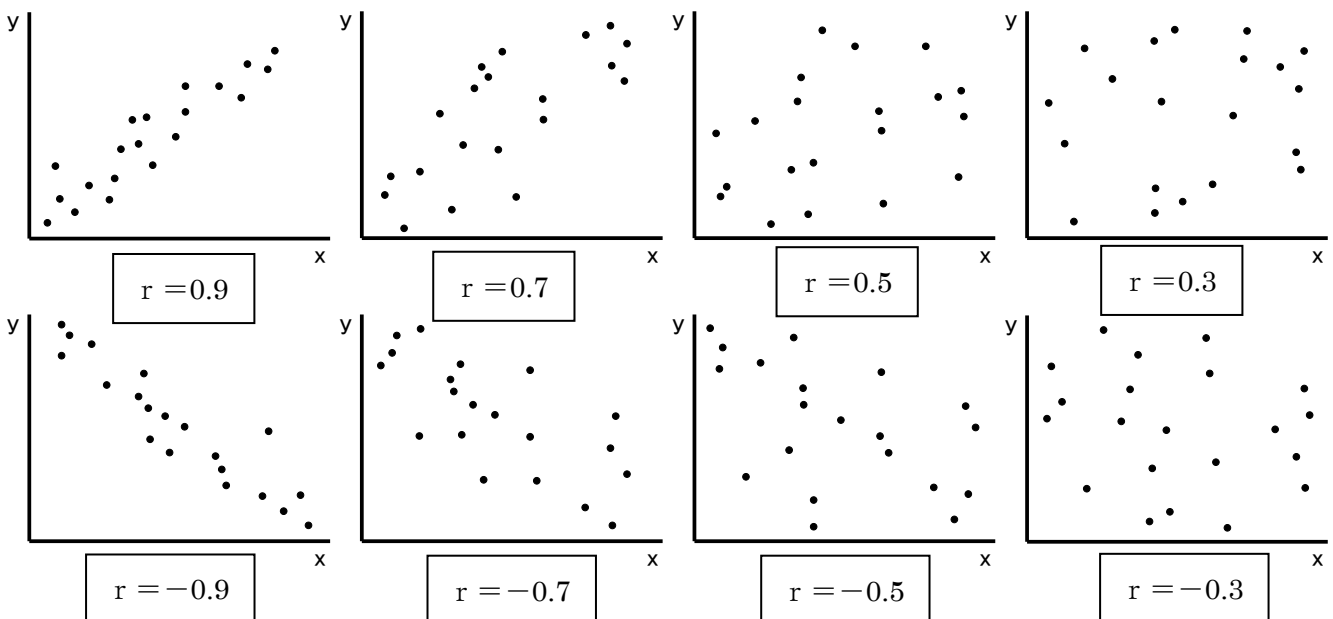 y y y y
x x x x
r =0.9 r =0.7 r =0.5 r =0.3
y y y y
x x x x
r =−0.9 r =−0.7 r =−0.5 r =−0.3